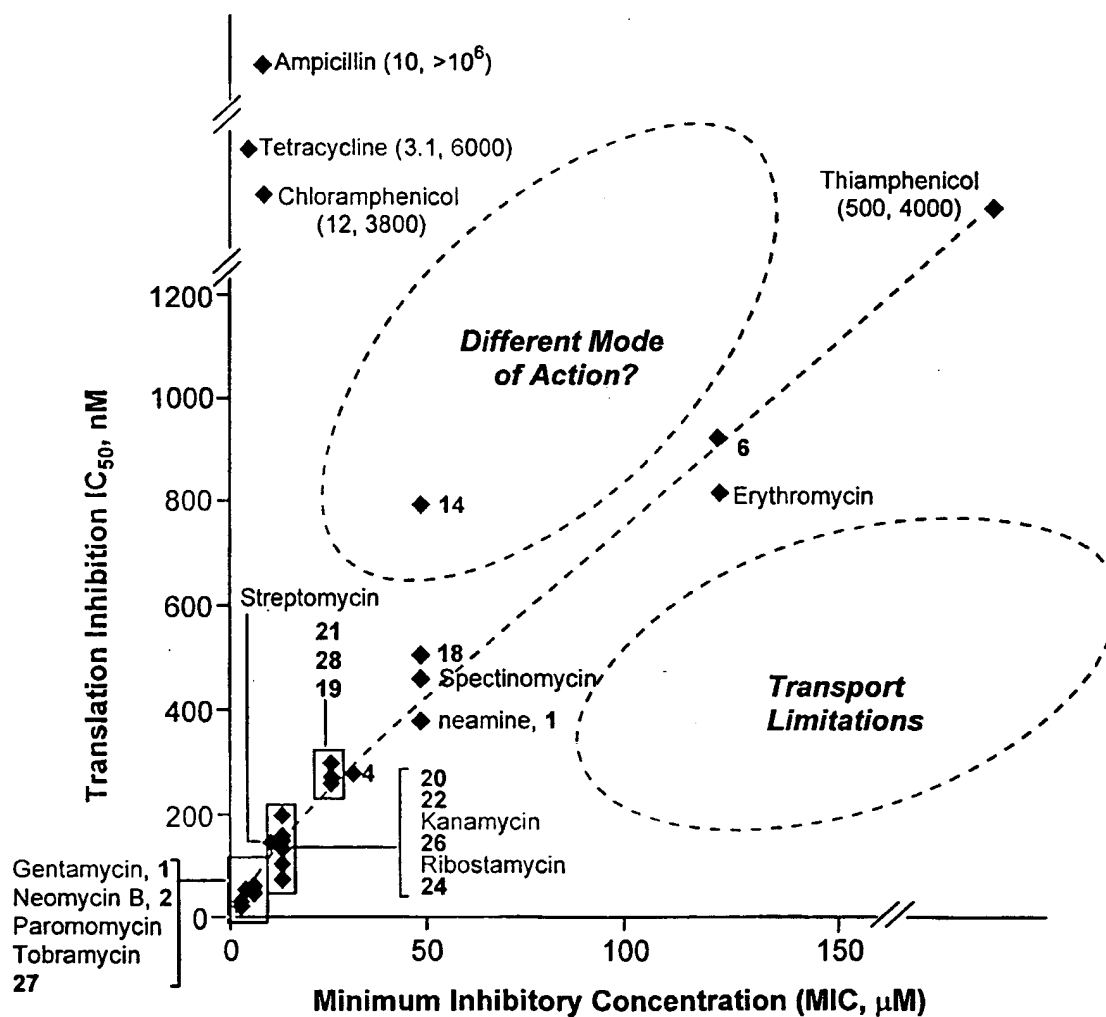 Ampicillin (10, >10⁶)
Tetracycline (3.1, 6000)
Chloramphenicol
(12, 3800)
Thiamphenicol
(500, 4000)
1200
1000
800
600
400
200
0
Translation Inhibition IC₅₀, nM
Different Mode
of Action?
6
Erythromycin
14
Streptomycin
21
28
19
18
Spectinomycin
neamine, 1
Transport
Limitations
4
20
22
Kanamycin
26
Ribostamycin
24
Gentamycin, 1
Neomycin B, 2
Paromomycin
Tobramycin
27
0
50
100
150
Minimum Inhibitory Concentration (MIC, μM)